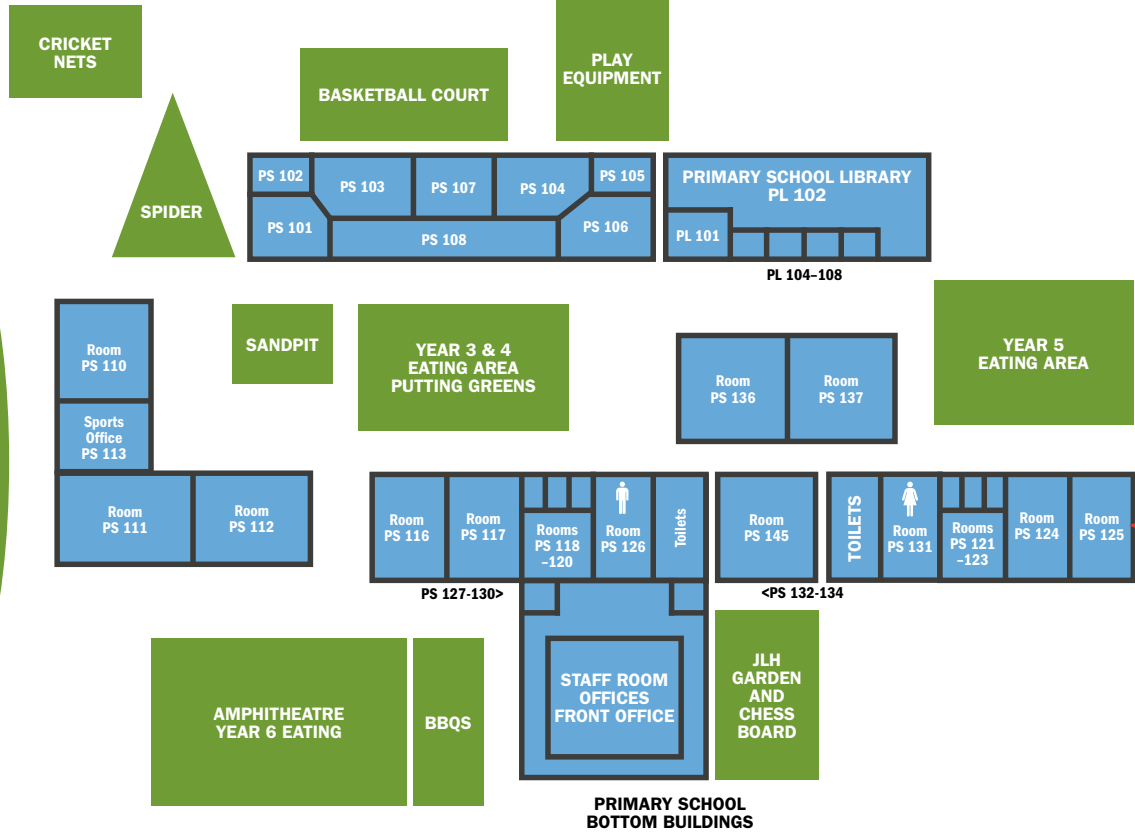 CRICKET
NETS
PLAY
EQUIPMENT
BASKETBALL COURT
SPIDER
PS 102
PS 103
PS 107
PS 104
PS 105
PS 101
PS 108
PS 106
PRIMARY SCHOOL LIBRARY
PL 102
PL 101
PL 104–108
Room
PS 110
Sports
Office
PS 113
Room
PS 111
Room
PS 112
SANDPIT
YEAR 3 & 4
EATING AREA
PUTTING GREENS
Room
PS 136
Room
PS 137
YEAR 5
EATING AREA
Room
PS 116
Room
PS 117
Rooms
PS 118
–120
Room
PS 126
Toilets
Room
PS 145
TOILETS
Room
PS 131
Rooms
PS 121
–123
Room
PS 124
Room
PS 125
PS 127-130>
<PS 132-134
AMPHITHEATRE
YEAR 6 EATING
BBQS
STAFF ROOM
OFFICES
FRONT OFFICE
JLH
GARDEN
AND
CHESS
BOARD
PRIMARY SCHOOL
BOTTOM BUILDINGS